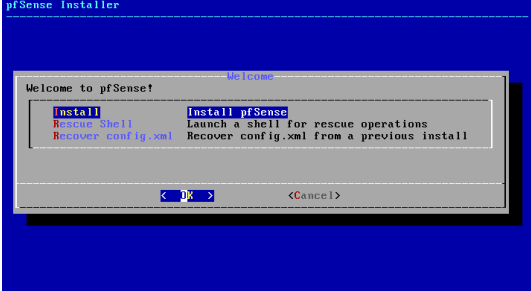 pfSense Installer
Welcome
Welcome to pfSense!
Install Install pfSense
Rescue Shell Launch a shell for rescue operations
Recover config.xml Recover config.xml from a previous install
< OK > <Cancel>